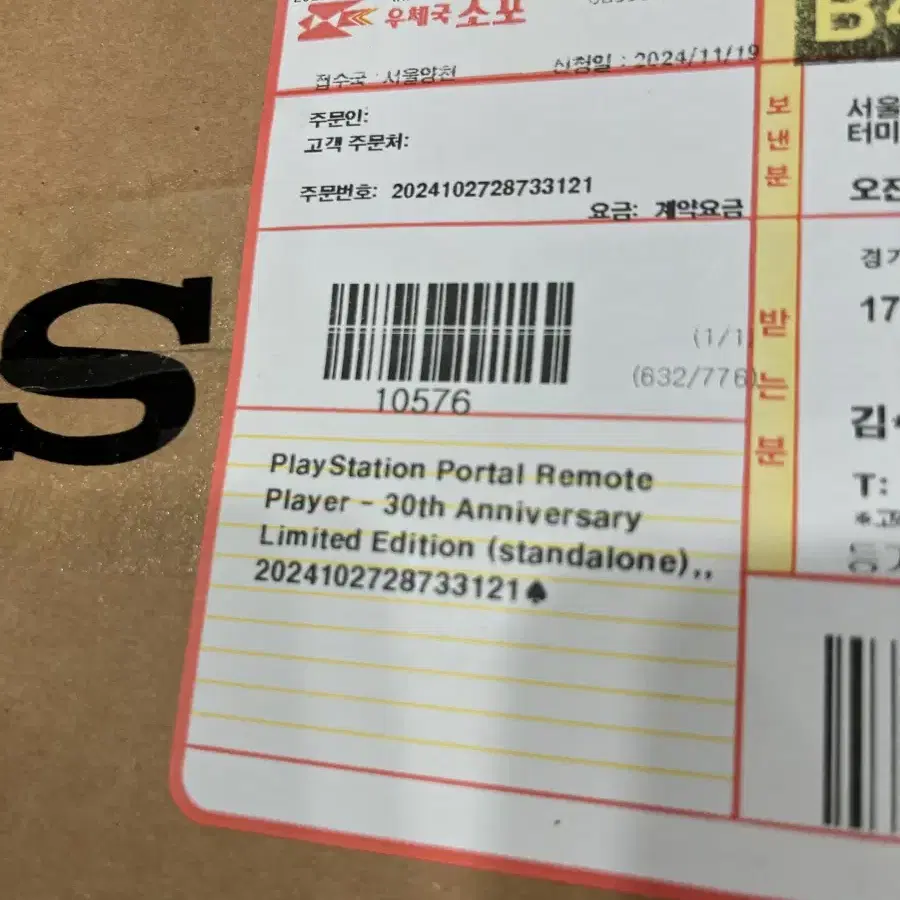 우체국 소포
접수국 : 서울양천
신청일 : 2024/11/19
주문인:
고객 주문처:
주문번호: 2024102728733121
요금: 계약요금
10576
(1/1)
(632/776)
PlayStation Portal Remote
Player - 30th Anniversary
Limited Edition (standalone),,
2024102728733121♠
보낸분
서울
터미
오전
받는분
경기
17
김
T:
S